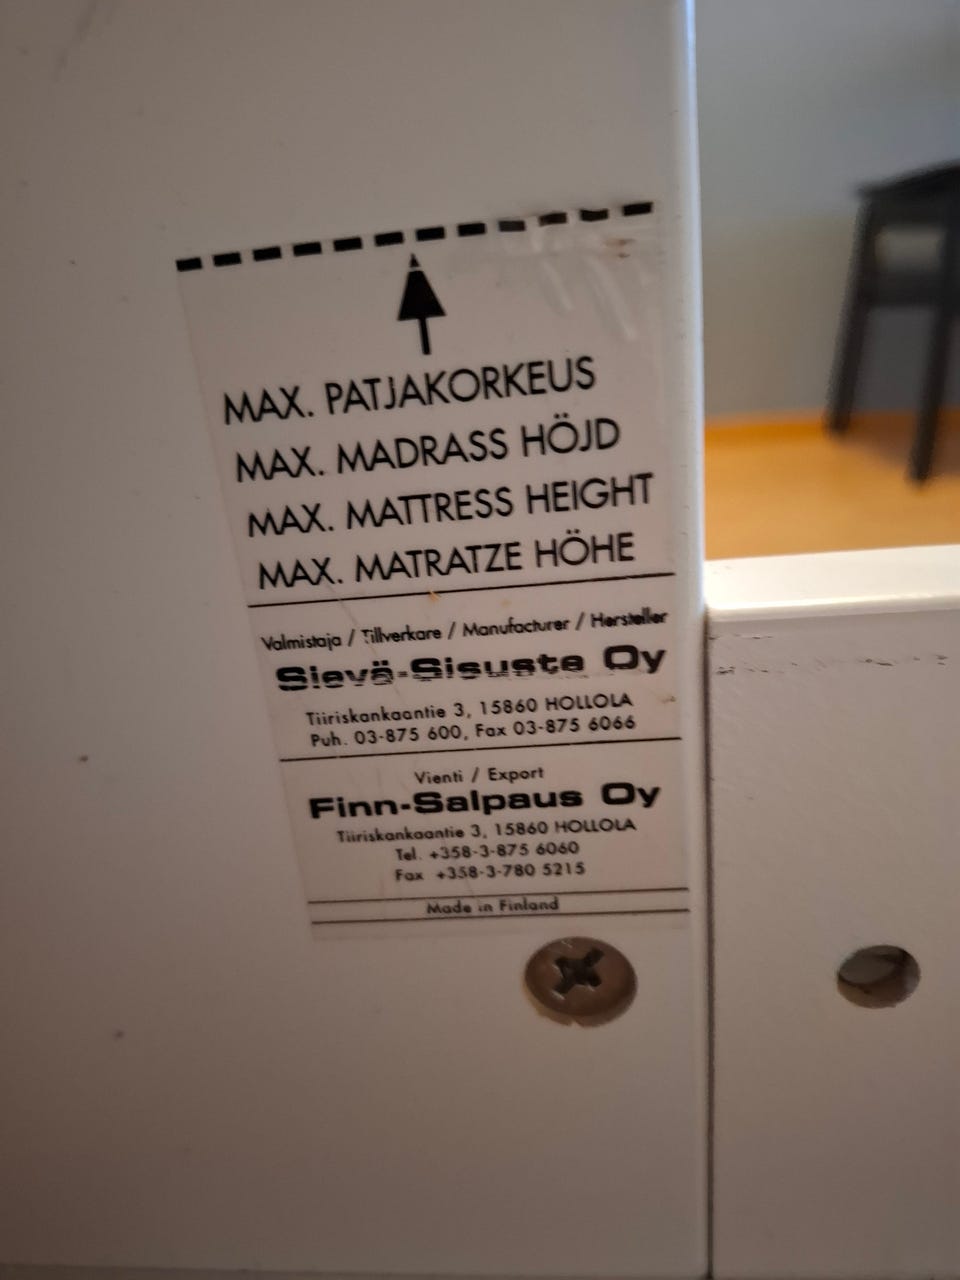 MAX. PATJAKORKEUS
MAX. MADRASS HÖJD
MAX. MATTRESS HEIGHT
MAX. MATRATZE HÖHE
Valmistaja / Tillverkare / Manufacturer / Hersteller
Sievä-Sisuste Oy
Tiiriskankaantie 3, 15860 HOLLOLA
Puh. 03-875 600, Fax 03-875 6066
Vienti / Export
Finn-Salpaus Oy
Tiiriskankaantie 3, 15860 HOLLOLA
Tel. +358-3-875 6060
Fax +358-3-780 5215
Made in Finland